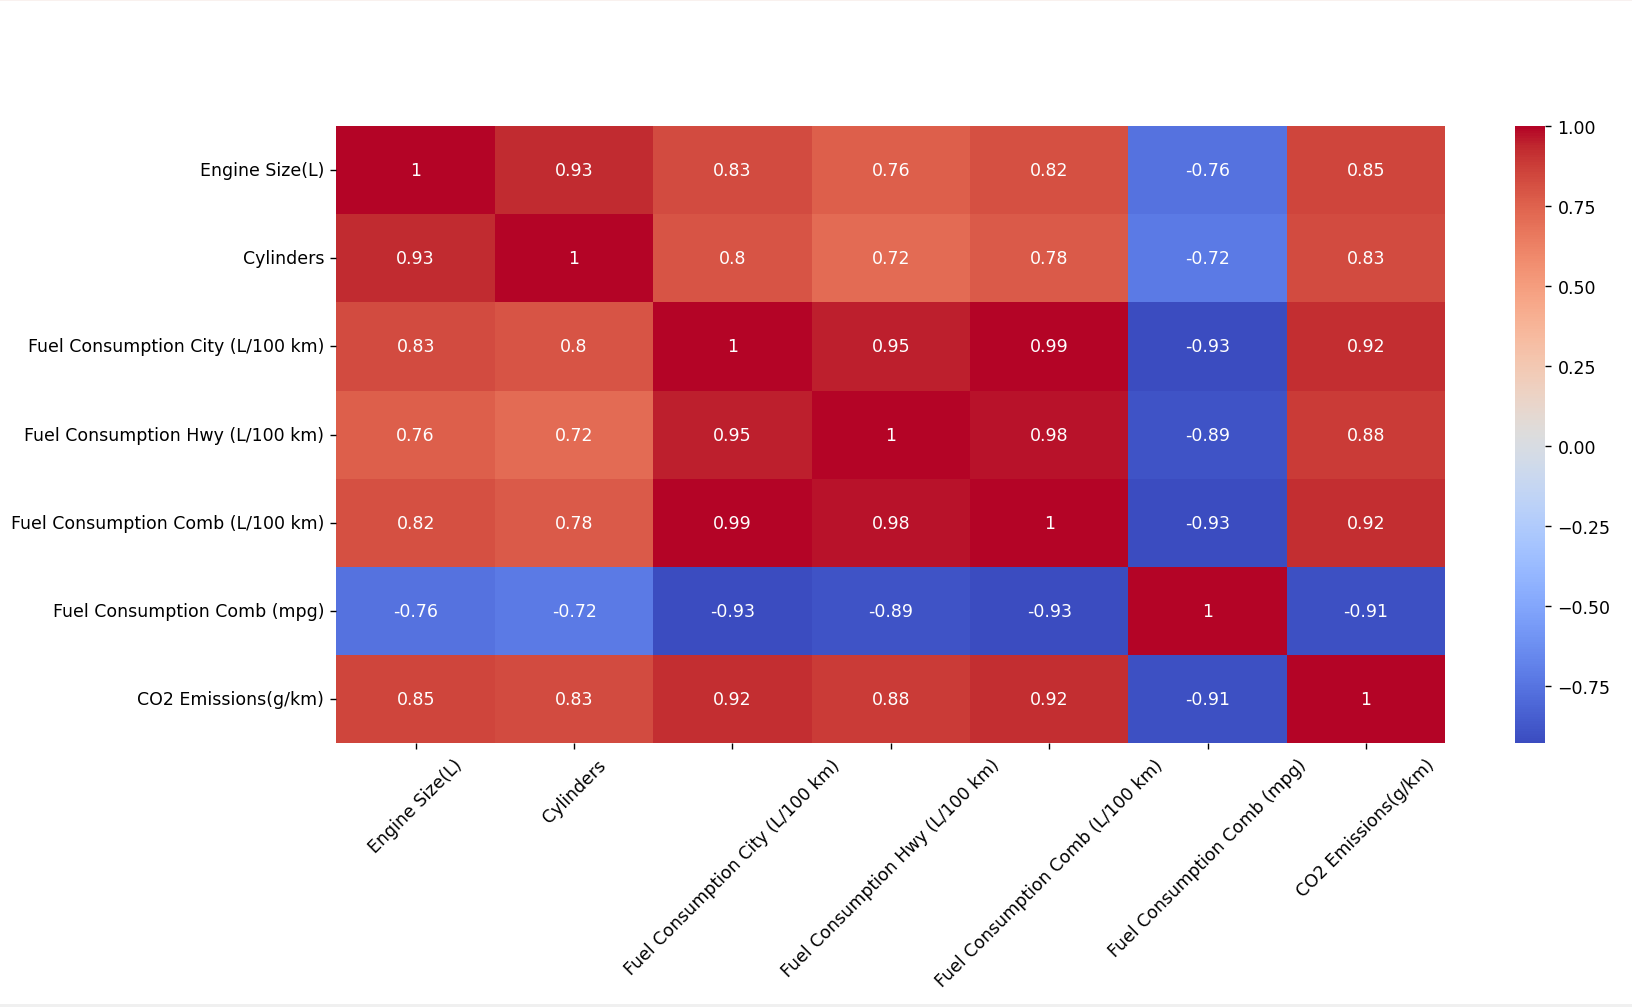 Engine Size(L) 1 0.93 0.83 0.76 0.82 -0.76 0.85
Cylinders 0.93 1 0.8 0.72 0.78 -0.72 0.83
Fuel Consumption City (L/100 km) 0.83 0.8 1 0.95 0.99 -0.93 0.92
Fuel Consumption Hwy (L/100 km) 0.76 0.72 0.95 1 0.98 -0.89 0.88
Fuel Consumption Comb (L/100 km) 0.82 0.78 0.99 0.98 1 -0.93 0.92
Fuel Consumption Comb (mpg) -0.76 -0.72 -0.93 -0.89 -0.93 1 -0.91
CO2 Emissions(g/km) 0.85 0.83 0.92 0.88 0.92 -0.91 1
Engine Size(L)
Cylinders
Fuel Consumption City (L/100 km)
Fuel Consumption Hwy (L/100 km)
Fuel Consumption Comb (L/100 km)
Fuel Consumption Comb (mpg)
CO2 Emissions(g/km)
1.00
0.75
0.50
0.25
0.00
−0.25
−0.50
−0.75